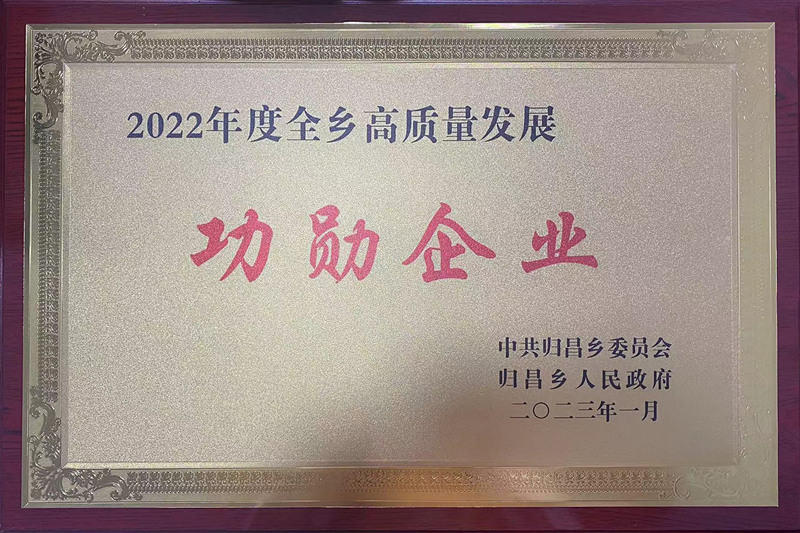 2022年度全乡高质量发展
功勋企业
中共归昌乡委员会
归昌乡人民政府
二〇二三年一月